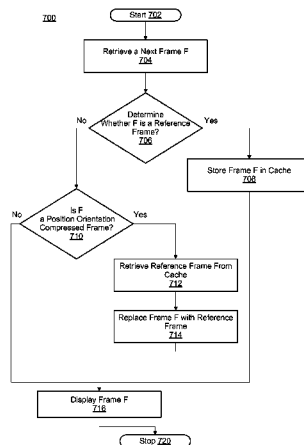 700
Start 702
Retrieve a Next Frame F
704
Determine
Whether F is a Reference
Frame?
706
No
Yes
Store Frame F in Cache
708
Is F
a Position Orientation
Compressed Frame?
710
No
Yes
Retrieve Reference Frame From
Cache
712
Replace Frame F with Reference
Frame
714
Display Frame F
716
Stop 720